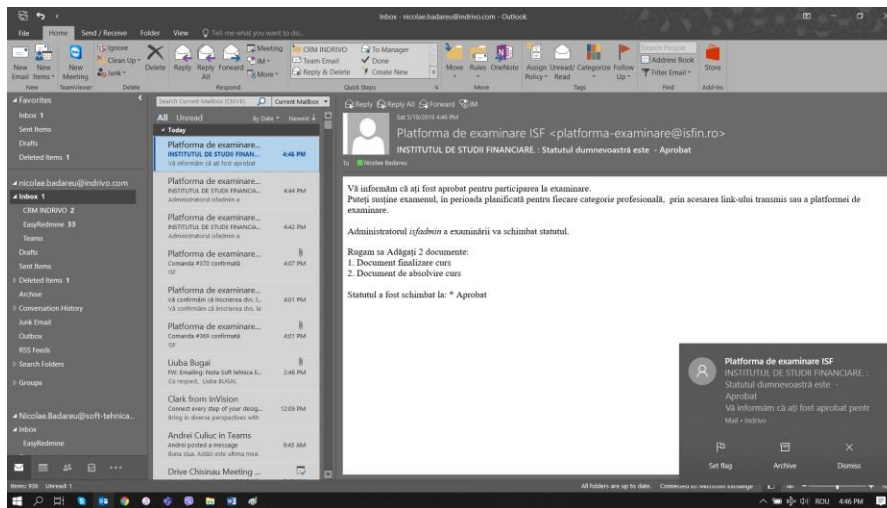 Inbox - nicolae.badareu@indrivo.com - Outlook
File Home Send / Receive Folder View Tell me what you want to do...
New Email
New Items
New Meeting
Ignore
Clean Up
Junk
Delete
Reply
Reply All
Forward
Meeting
IM
More
CRM INDRIVO
Team Email
Reply & Delete
To Manager
Done
Create New
Move
Rules
OneNote
Assign Policy
Unread/ Read
Categorize
Follow Up
Search People
Address Book
Filter Email
Store
New TeamViewer Delete Respond Quick Steps Move Tags Find Add-ins
Favorites
Inbox 1
Sent Items
Drafts
Deleted Items 1
nicolae.badareu@indrivo.com
Inbox 1
CRM INDRIVO 2
EasyRedmine 33
Teams
Drafts
Sent Items
Deleted Items 1
Archive
Conversation History
Junk Email
Outbox
RSS Feeds
Search Folders
Groups
Nicolae.Badareu@soft-tehnica...
Inbox
EasyRedmine
Search Current Mailbox (Ctrl+E) Current Mailbox
All Unread By Date Newest
Today
Platforma de examinare...
INSTITUTUL DE STUDII FINAN... 4:46 PM
Vă informăm că ați fost aprobat
Platforma de examinare...
INSTITUTUL DE STUDII FINANCIA... 4:44 PM
Administratorul isfadmin a
Platforma de examinare...
INSTITUTUL DE STUDII FINANCIA... 4:42 PM
Administratorul isfadmin a
Platforma de examinare...
Comanda #370 confirmată 4:07 PM
ISF
Platforma de examinare...
Vă confirmăm că înscrierea dvs. l... 4:01 PM
Vă confirmăm că înscrierea dvs. la
Platforma de examinare...
Comanda #369 confirmată 4:01 PM
ISF
Liuba Bugai
FW: Emailing: Nota Soft tehnica li... 2:48 PM
Cu respect, Liuba BUGAI,
Clark from InVision
Connect every step of your desig... 12:09 PM
Bring in diverse perspectives with
Andrei Culiuc in Teams
Andrei posted a message 9:45 AM
Buna ziua, Astăzi este ultima mea
Drive Chisinau Meeting ...
Reply Reply All Forward IM
Sat 5/18/2019 4:46 PM
Platforma de examinare ISF <platforma-examinare@isfin.ro>
INSTITUTUL DE STUDII FINANCIARE. : Statutul dumnevoastră este - Aprobat
To Nicolae Badareu
Vă informăm că ați fost aprobat pentru participarea la examinare.
Puteți susține examenul, în perioada planificată pentru fiecare categorie profesională, prin acesarea link-ului transmis sau a platformei de
examinare.
Administratorul isfadmin a examinării va schimbat statutul.
Rugam sa Adăgați 2 documente:
1. Document finalizare curs
2. Document de absolvire curs
Statutul a fost schimbat la: * Aprobat
Platforma de examinare ISF
INSTITUTUL DE STUDII FINANCIARE. :
Statutul dumnevoastră este -
Aprobat
Vă informăm că ați fost aprobat pentr
Mail • Indrivo
Set flag Archive Dismiss
Items: 936 Unread: 1 All folders are up to date. Connected to: Microsoft Exchange
ROU 4:46 PM